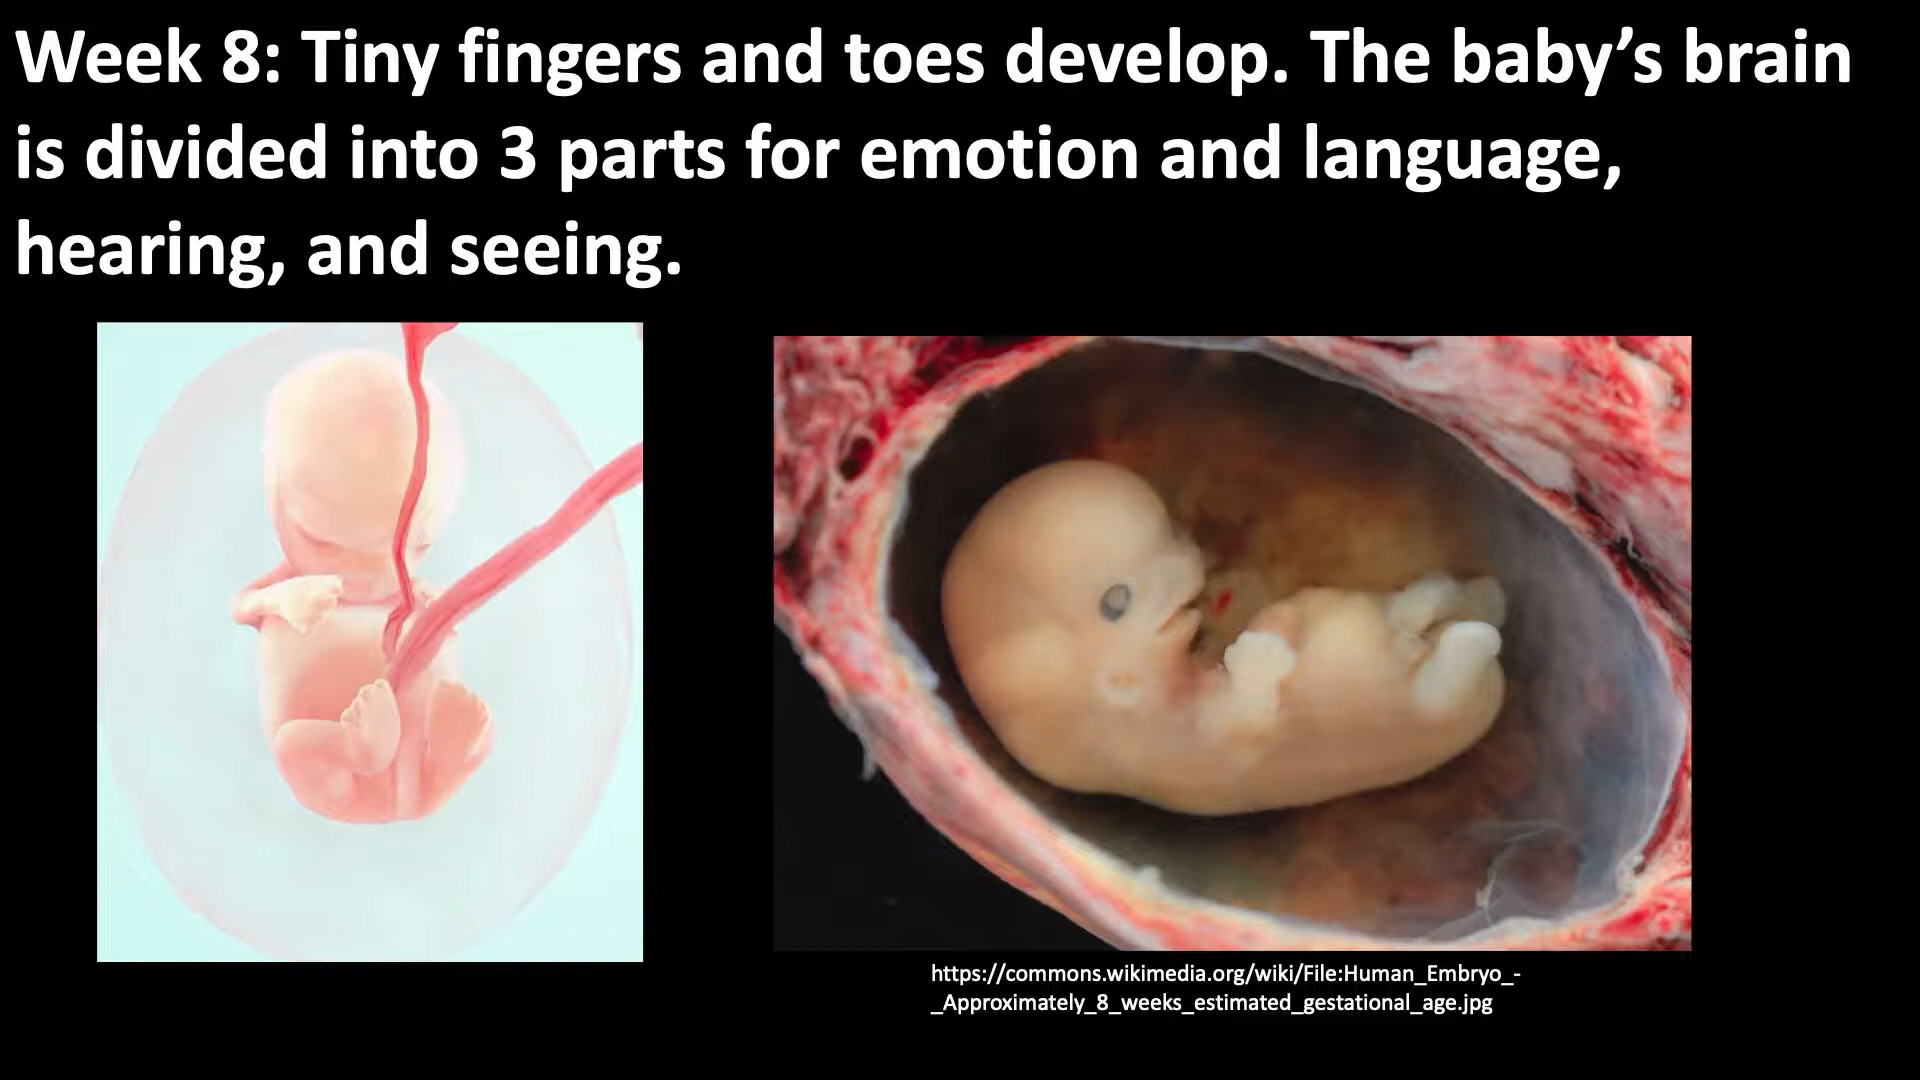 Week 8: Tiny fingers and toes develop. The baby’s brain
is divided into 3 parts for emotion and language,
hearing, and seeing.
https://commons.wikimedia.org/wiki/File:Human_Embryo_-
_Approximately_8_weeks_estimated_gestational_age.jpg